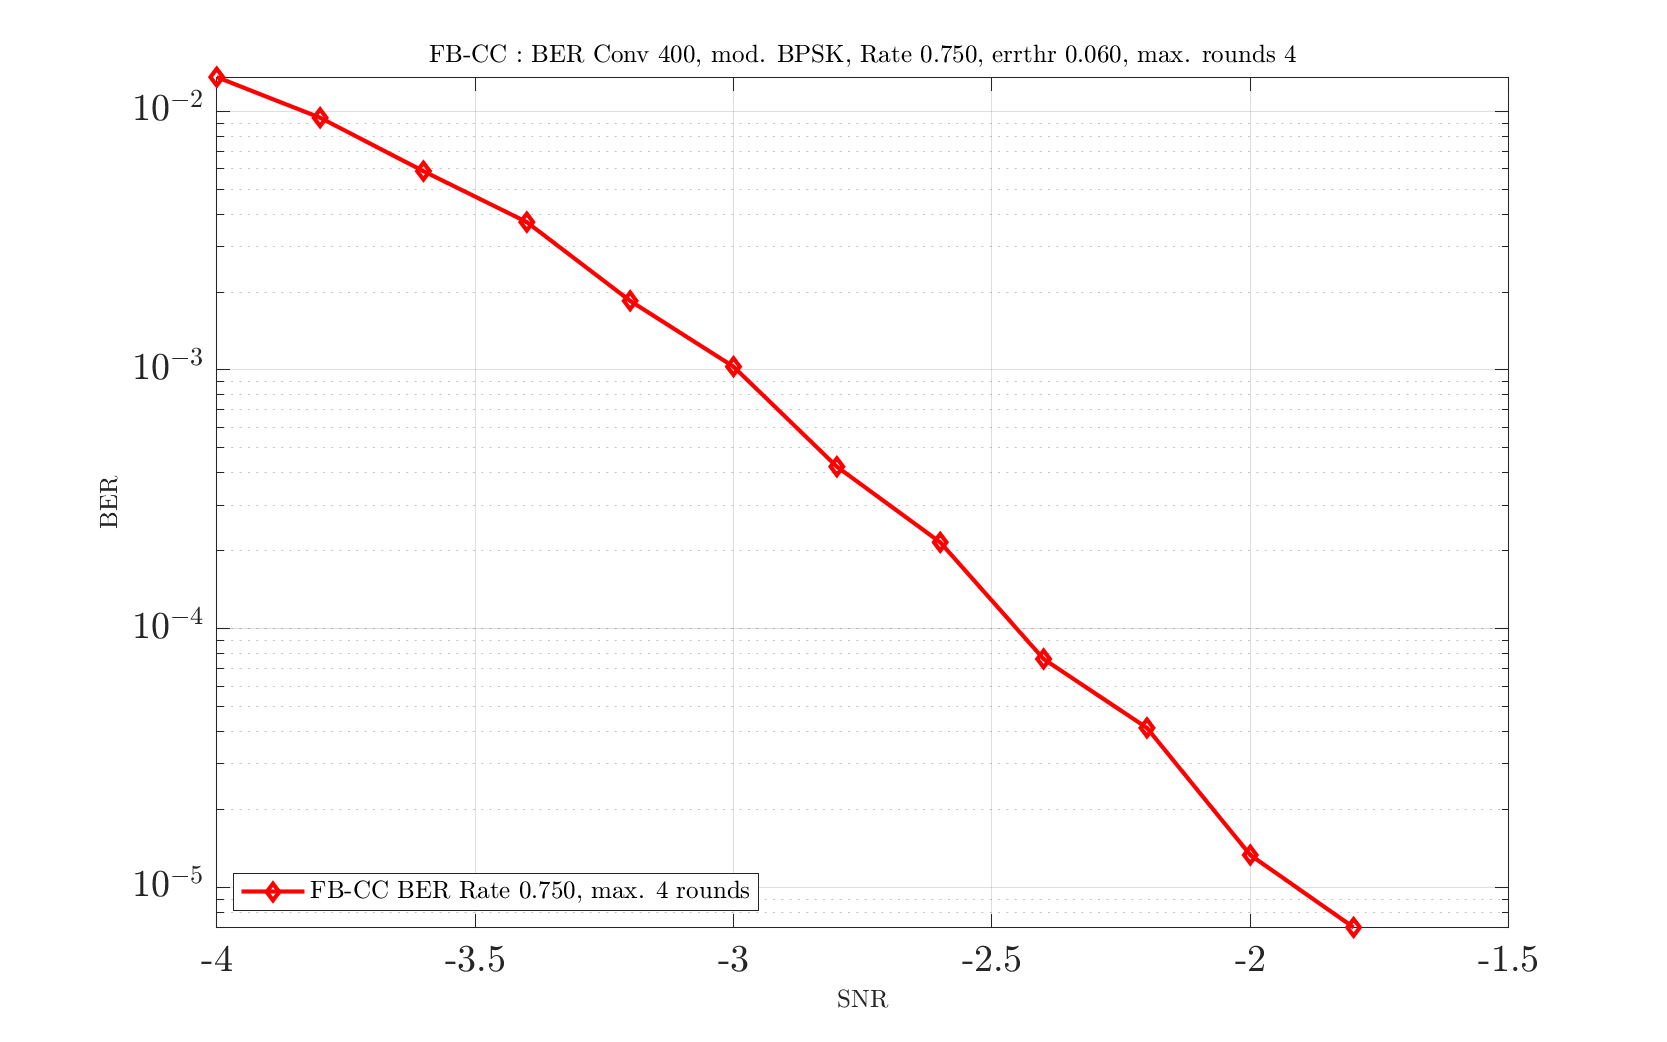 FB-CC : BER Conv 400, mod. BPSK, Rate 0.750, errthr 0.060, max. rounds 4
10^{-2}
10^{-3}
10^{-4}
10^{-5}
BER
FB-CC BER Rate 0.750, max. 4 rounds
-4 -3.5 -3 -2.5 -2 -1.5
SNR